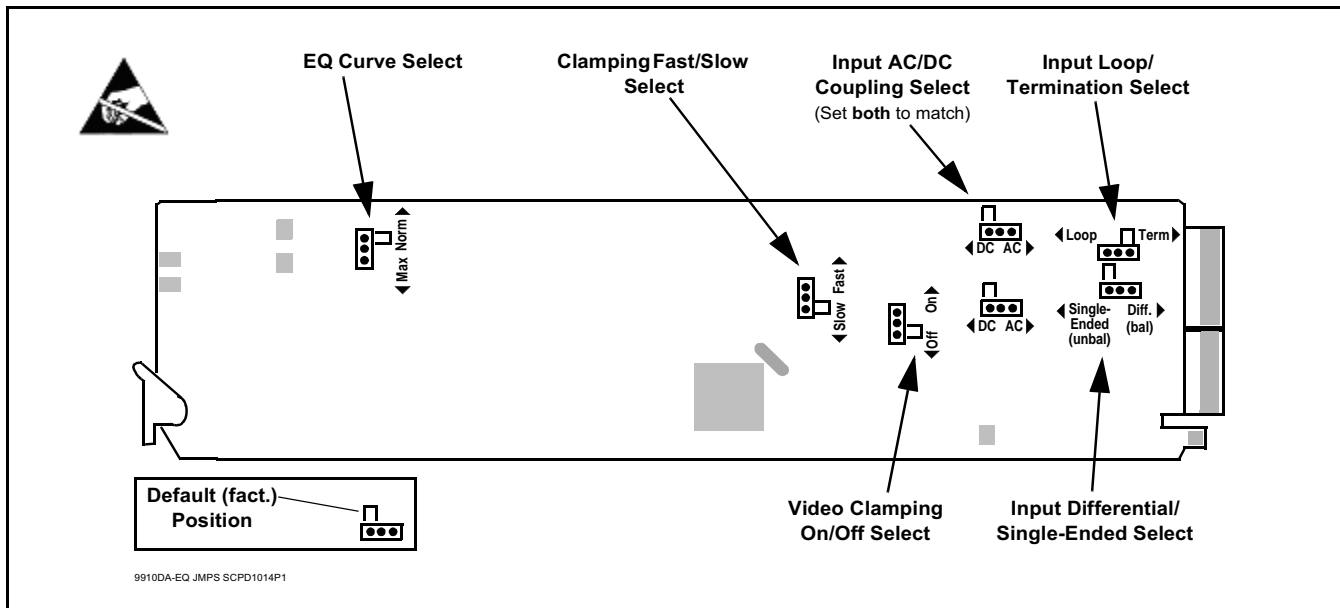 EQ Curve Select
Clamping Fast/Slow
Select
Input AC/DC
Coupling Select
(Set both to match)
Input Loop/
Termination Select
Max Norm
Slow Fast
Off On
DC AC
DC AC
Loop Term
Single-
Ended
(unbal)
Diff.
(bal)
Default (fact.)
Position
Video Clamping
On/Off Select
Input Differential/
Single-Ended Select
9910DA-EQ JMPS SCPD1014P1